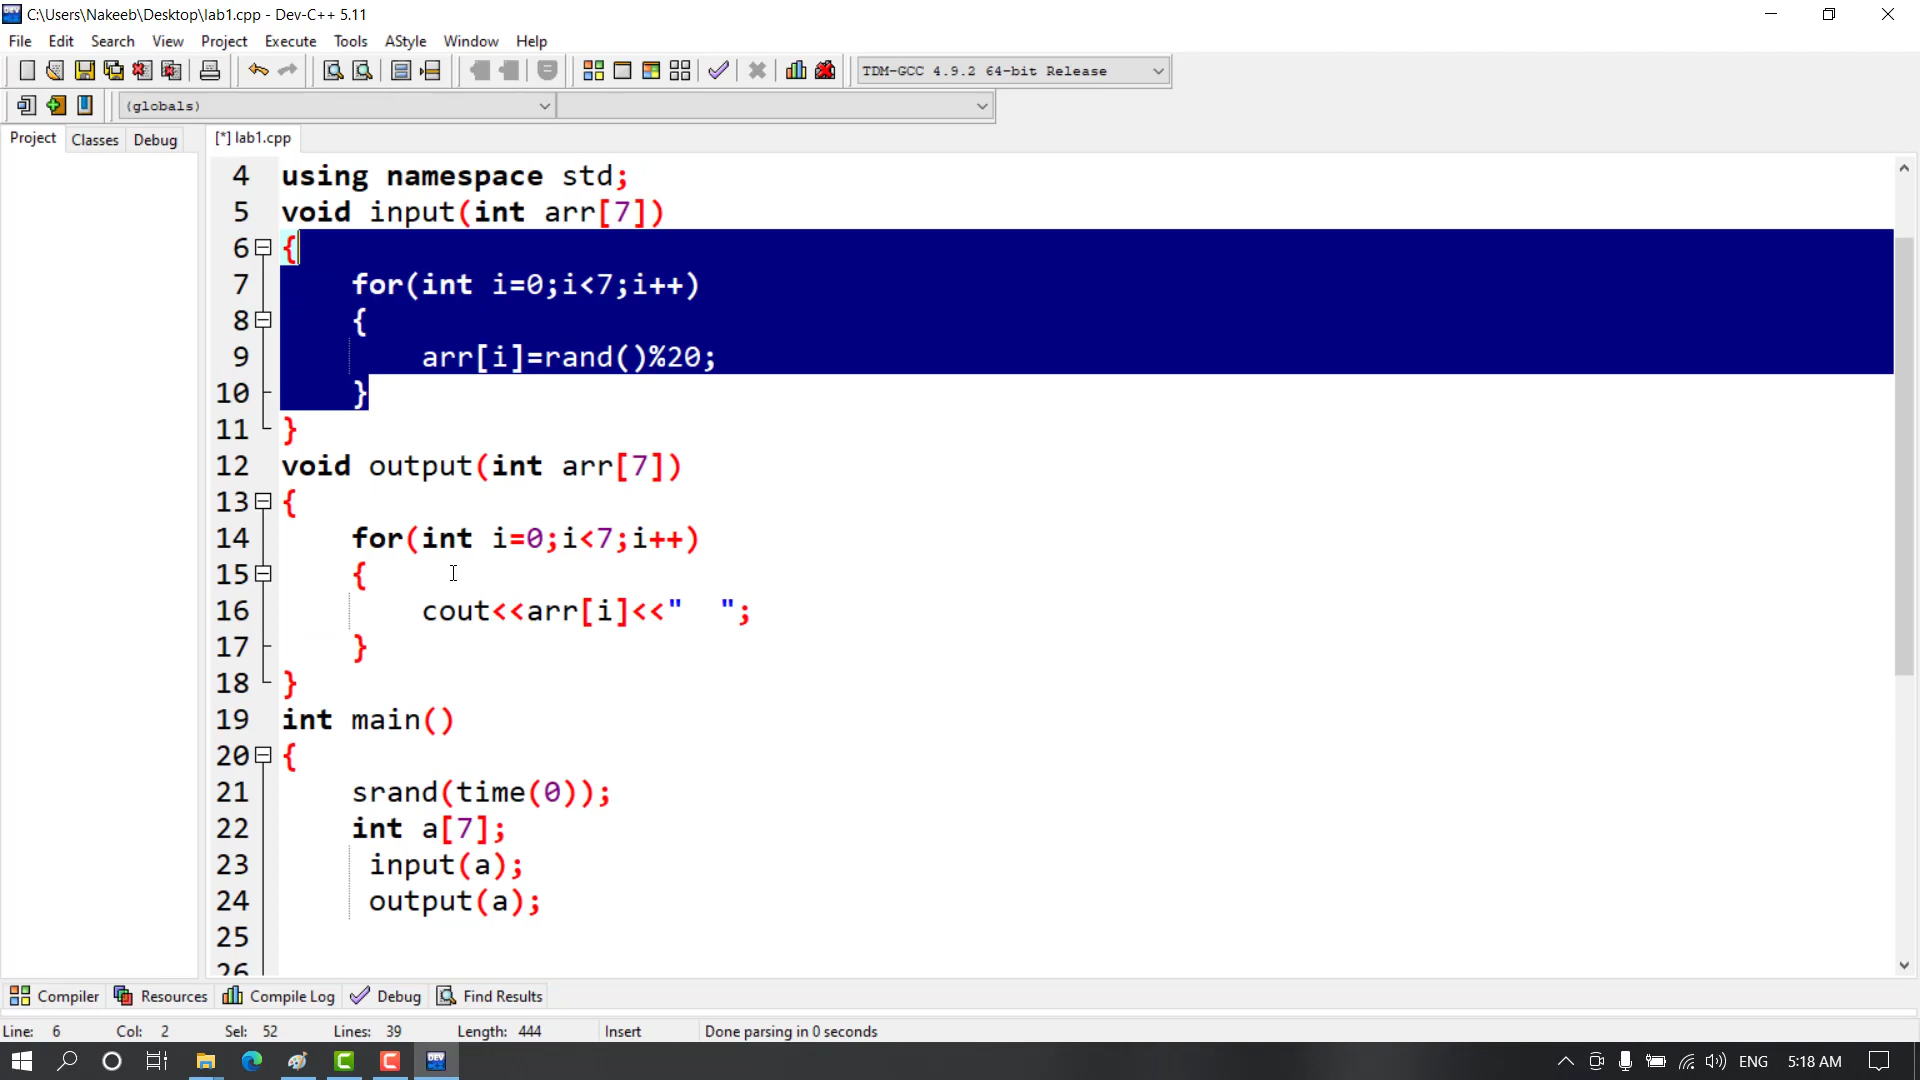 C:\Users\Nakeeb\Desktop\lab1.cpp - Dev-C++ 5.11
File Edit Search View Project Execute Tools AStyle Window Help
TDM-GCC 4.9.2 64-bit Release
(globals)
Project Classes Debug [*] lab1.cpp
4 using namespace std;
5 void input(int arr[7])
6 {
7 for(int i=0;i<7;i++)
8 {
9 arr[i]=rand()%20;
10 }
11 }
12 void output(int arr[7])
13 {
14 for(int i=0;i<7;i++)
15 {
16 cout<<arr[i]<<"  ";
17 }
18 }
19 int main()
20 {
21 srand(time(0));
22 int a[7];
23 input(a);
24 output(a);
25
26
Compiler Resources Compile Log Debug Find Results
Line: 6 Col: 2 Sel: 52 Lines: 39 Length: 444 Insert Done parsing in 0 seconds
DEV ENG 5:18 AM